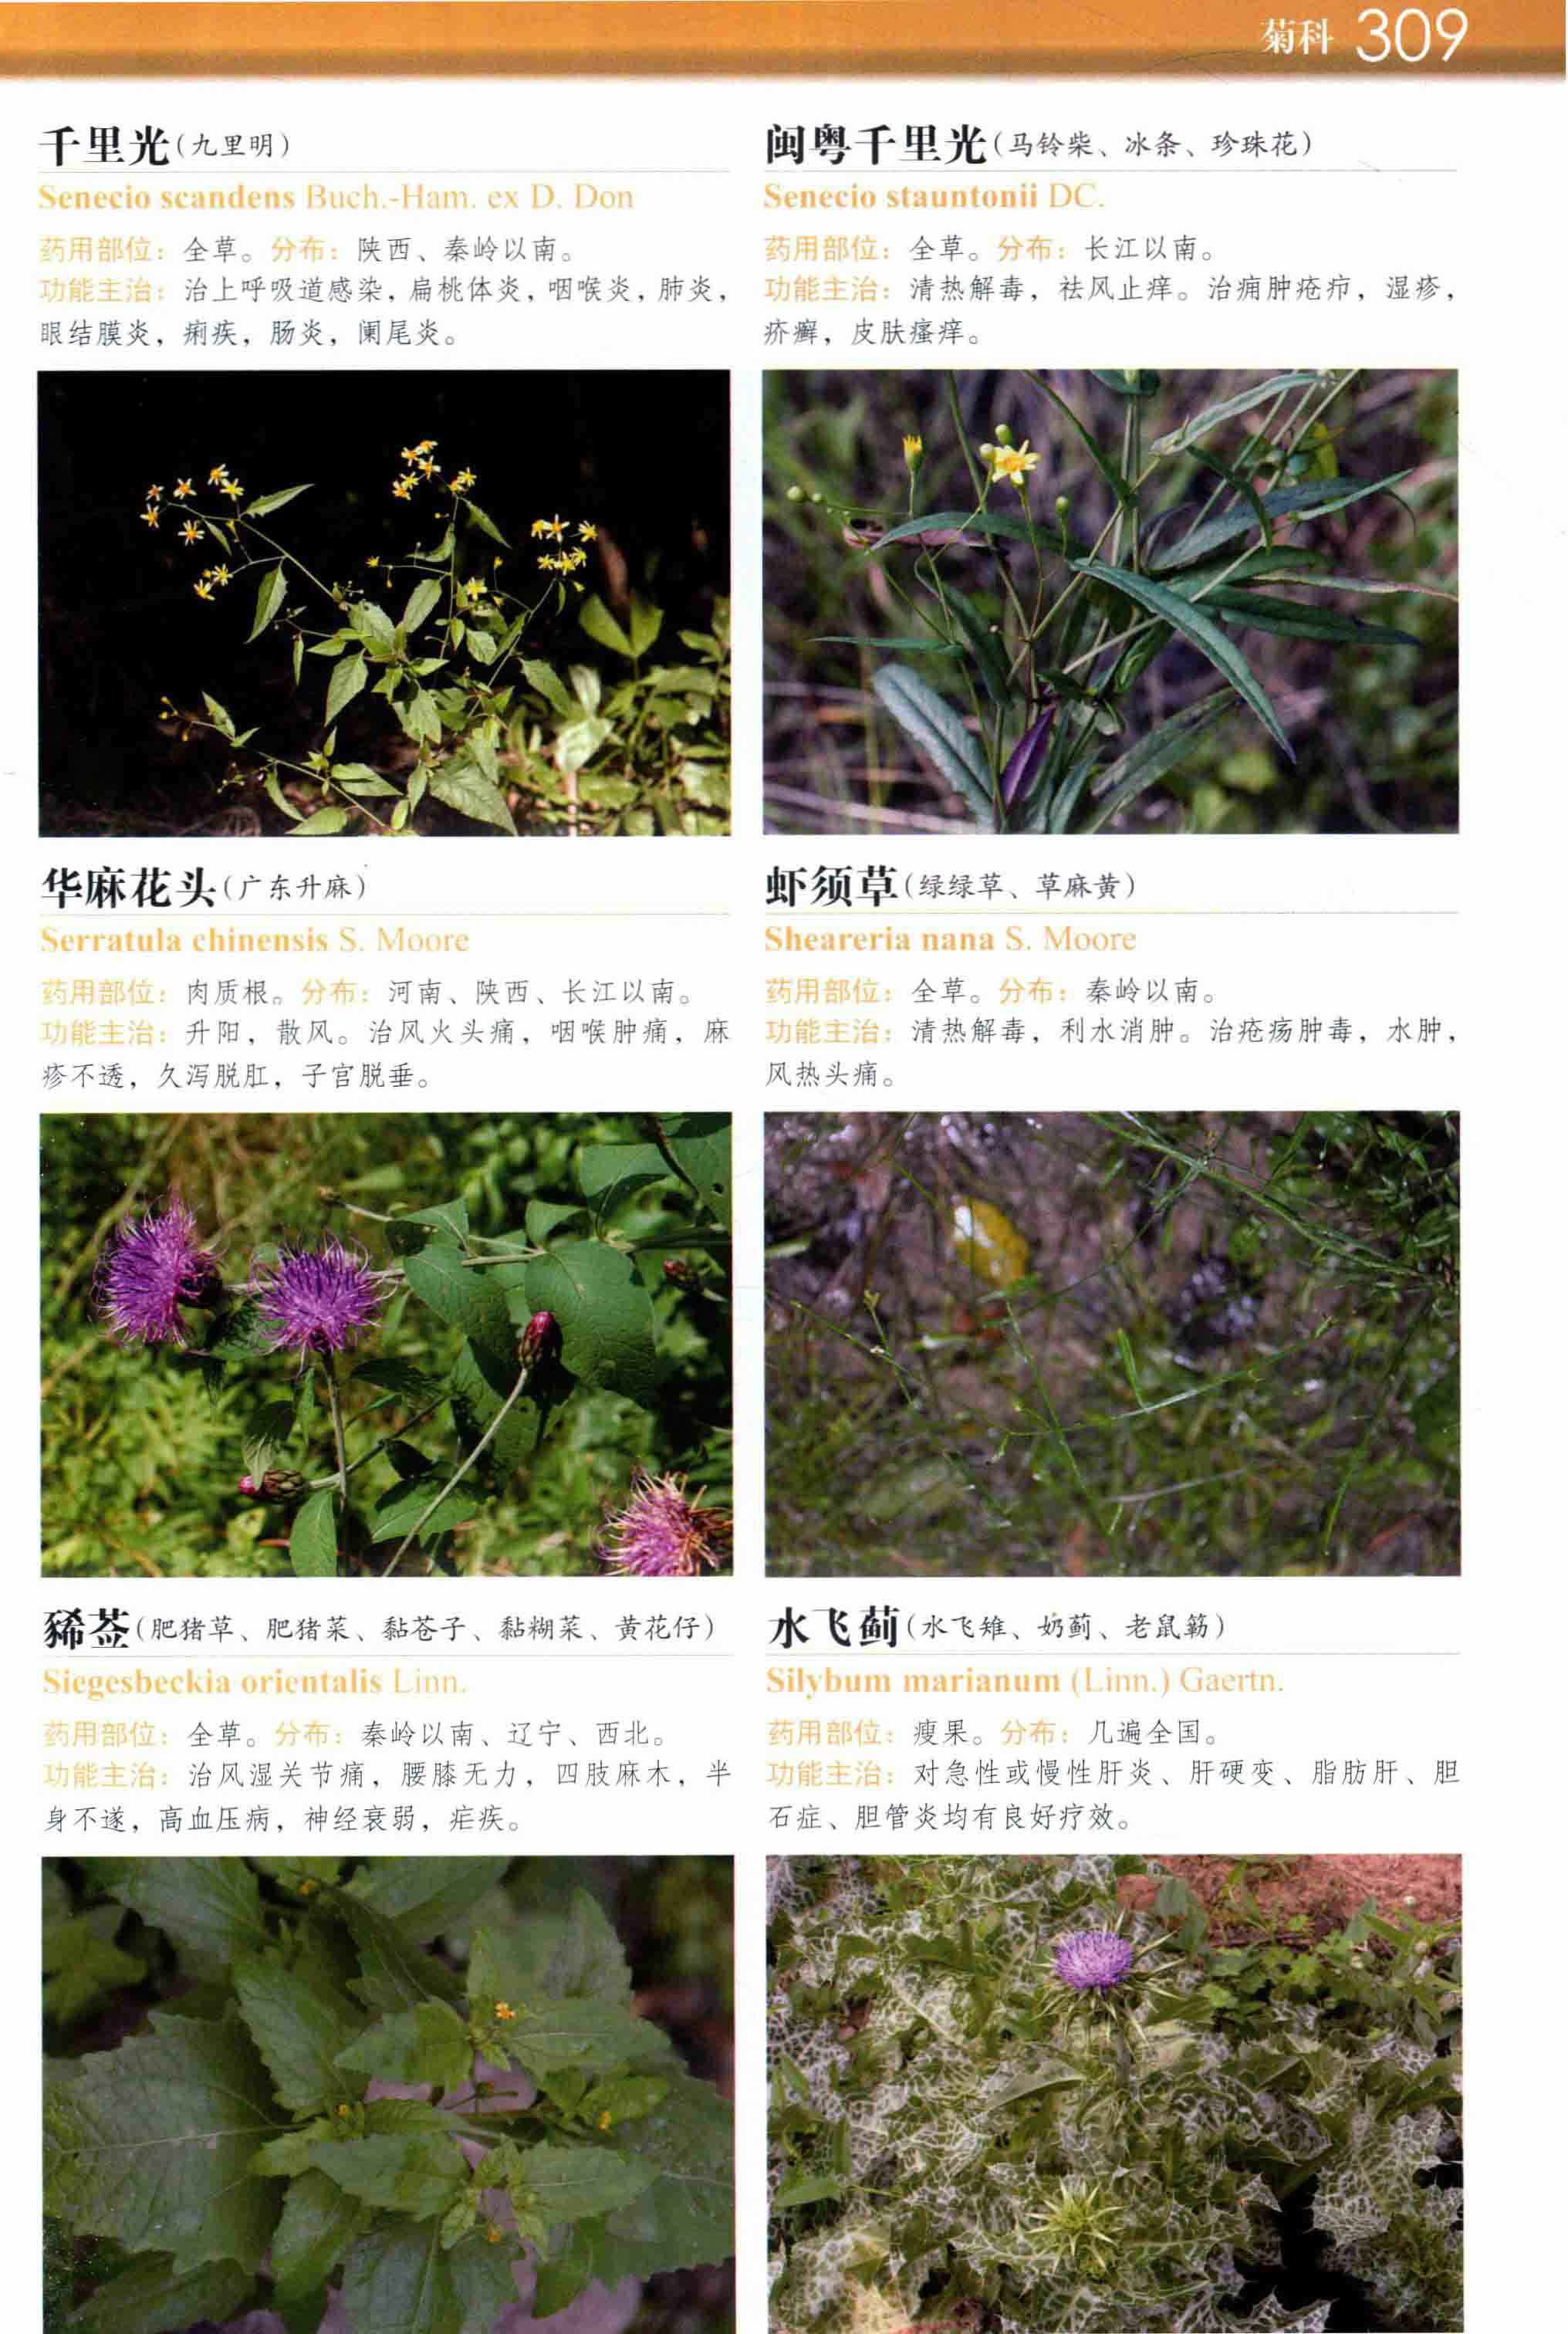 菊科 309
千里光(九里明)
Senecio scandens Buch.-Ham. ex D. Don
药用部位：全草。分布：陕西、秦岭以南。
功能主治：治上呼吸道感染，扁桃体炎，咽喉炎，肺炎，
眼结膜炎，痢疾，肠炎，阑尾炎。
闽粤千里光(马铃柴、冰条、珍珠花)
Senecio stauntonii DC.
药用部位：全草。分布：长江以南。
功能主治：清热解毒，祛风止痒。治痈肿疮疖，湿疹，
疥癣，皮肤瘙痒。
华麻花头(广东升麻)
Serratula chinensis S. Moore
药用部位：肉质根。分布：河南、陕西、长江以南。
功能主治：升阳，散风。治风火头痛，咽喉肿痛，麻
疹不透，久泻脱肛，子宫脱垂。
虾须草(绿绿草、草麻黄)
Sheareria nana S. Moore
药用部位：全草。分布：秦岭以南。
功能主治：清热解毒，利水消肿。治疮疡肿毒，水肿，
风热头痛。
豨莶(肥猪草、肥猪菜、黏苍子、黏糊菜、黄花仔)
Siegesbeckia orientalis Linn.
药用部位：全草。分布：秦岭以南、辽宁、西北。
功能主治：治风湿关节痛，腰膝无力，四肢麻木，半
身不遂，高血压病，神经衰弱，疟疾。
水飞蓟(水飞雉、奶蓟、老鼠簕)
Silybum marianum (Linn.) Gaertn.
药用部位：瘦果。分布：几遍全国。
功能主治：对急性或慢性肝炎、肝硬变、脂肪肝、胆
石症、胆管炎均有良好疗效。